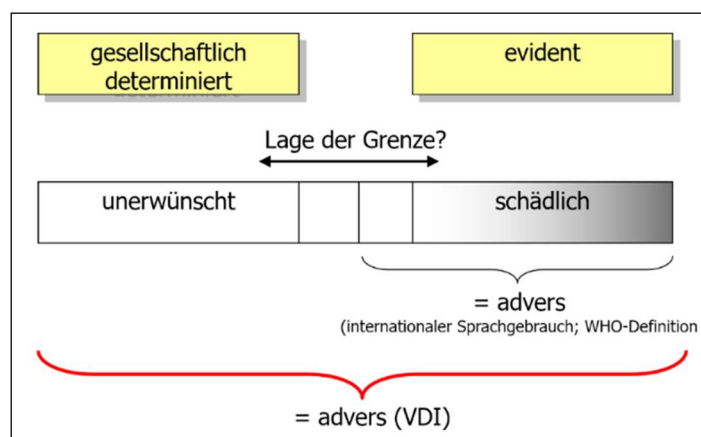 gesellschaftlich
determiniert
evident
Lage der Grenze?
unerwünscht
schädlich
= advers
(internationaler Sprachgebrauch; WHO-Definition
= advers (VDI)